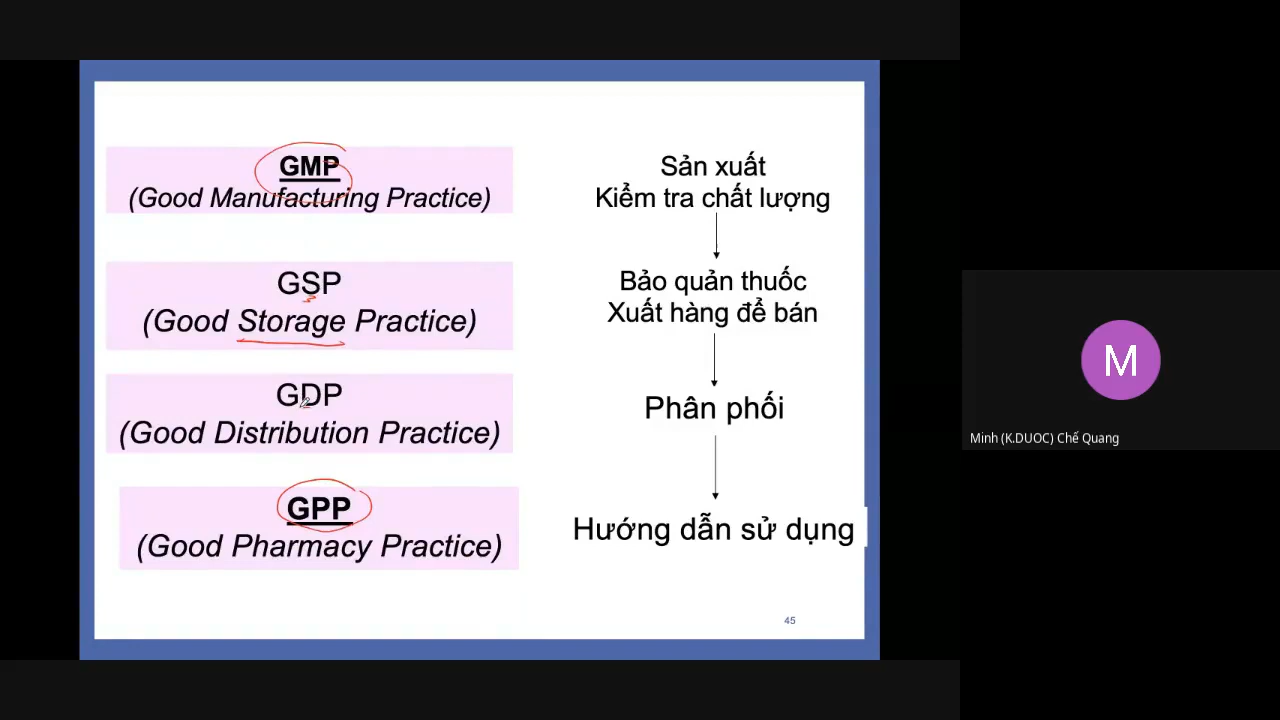 GMP
(Good Manufacturing Practice)
Sản xuất
Kiểm tra chất lượng
GSP
(Good Storage Practice)
Bảo quản thuốc
Xuất hàng để bán
GDP
(Good Distribution Practice)
Phân phối
GPP
(Good Pharmacy Practice)
Hướng dẫn sử dụng
45
M
Minh (K.DUOC) Chế Quang